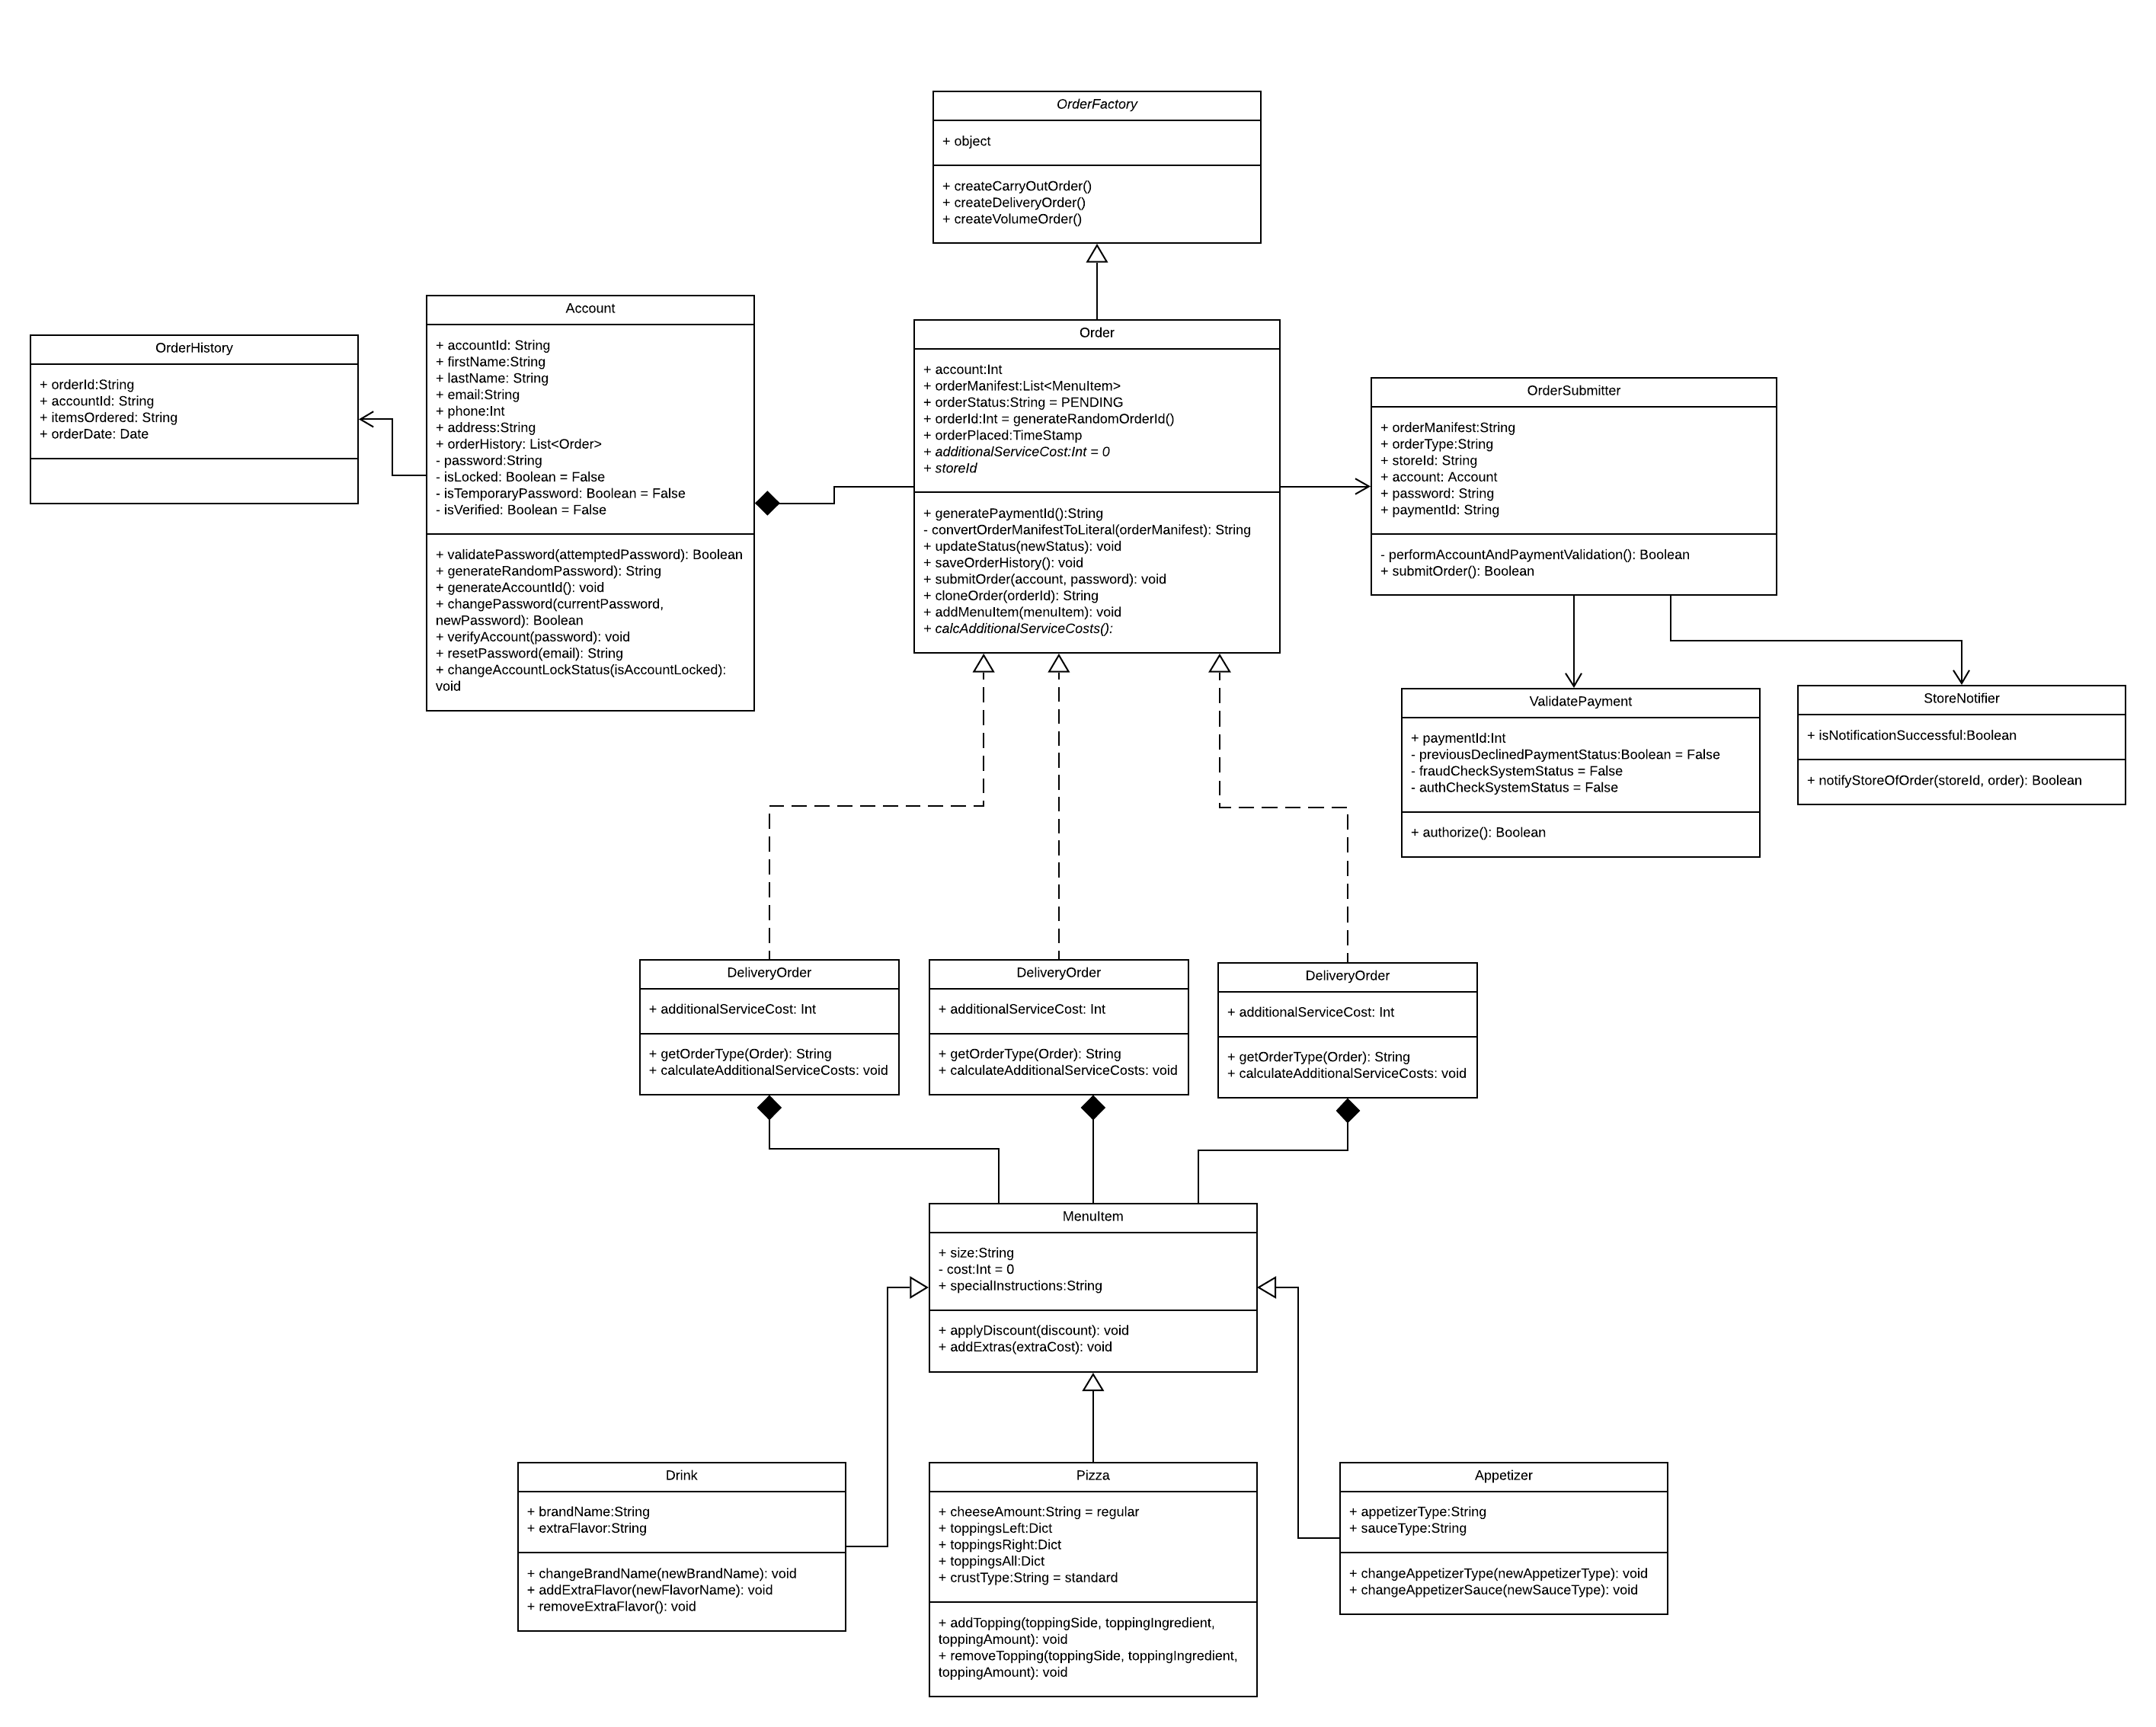 OrderFactory
+ object
+ createCarryOutOrder()
+ createDeliveryOrder()
+ createVolumeOrder()
OrderHistory
+ orderId:String
+ accountId: String
+ itemsOrdered: String
+ orderDate: Date
Account
+ accountId: String
+ firstName:String
+ lastName: String
+ email:String
+ phone:Int
+ address:String
+ orderHistory: List<Order>
- password:String
- isLocked: Boolean = False
- isTemporaryPassword: Boolean = False
- isVerified: Boolean = False
+ validatePassword(attemptedPassword): Boolean
+ generateRandomPassword): String
+ generateAccountId(): void
+ changePassword(currentPassword,
newPassword): Boolean
+ verifyAccount(password): void
+ resetPassword(email): String
+ changeAccountLockStatus(isAccountLocked):
void
Order
+ account:Int
+ orderManifest:List<MenuItem>
+ orderStatus:String = PENDING
+ orderId:Int = generateRandomOrderId()
+ orderPlaced:TimeStamp
+ additionalServiceCost:Int = 0
+ storeId
+ generatePaymentId():String
- convertOrderManifestToLiteral(orderManifest): String
+ updateStatus(newStatus): void
+ saveOrderHistory(): void
+ submitOrder(account, password): void
+ cloneOrder(orderId): String
+ addMenuItem(menuItem): void
+ calcAdditionalServiceCosts():
OrderSubmitter
+ orderManifest:String
+ orderType:String
+ storeId: String
+ account: Account
+ password: String
+ paymentId: String
- performAccountAndPaymentValidation(): Boolean
+ submitOrder(): Boolean
ValidatePayment
+ paymentId:Int
- previousDeclinedPaymentStatus:Boolean = False
- fraudCheckSystemStatus = False
- authCheckSystemStatus = False
+ authorize(): Boolean
StoreNotifier
+ isNotificationSuccessful:Boolean
+ notifyStoreOfOrder(storeId, order): Boolean
DeliveryOrder
+ additionalServiceCost: Int
+ getOrderType(Order): String
+ calculateAdditionalServiceCosts: void
DeliveryOrder
+ additionalServiceCost: Int
+ getOrderType(Order): String
+ calculateAdditionalServiceCosts: void
DeliveryOrder
+ additionalServiceCost: Int
+ getOrderType(Order): String
+ calculateAdditionalServiceCosts: void
MenuItem
+ size:String
- cost:Int = 0
+ specialInstructions:String
+ applyDiscount(discount): void
+ addExtras(extraCost): void
Drink
+ brandName:String
+ extraFlavor:String
+ changeBrandName(newBrandName): void
+ addExtraFlavor(newFlavorName): void
+ removeExtraFlavor(): void
Pizza
+ cheeseAmount:String = regular
+ toppingsLeft:Dict
+ toppingsRight:Dict
+ toppingsAll:Dict
+ crustType:String = standard
+ addTopping(toppingSide, toppingIngredient,
toppingAmount): void
+ removeTopping(toppingSide, toppingIngredient,
toppingAmount): void
Appetizer
+ appetizerType:String
+ sauceType:String
+ changeAppetizerType(newAppetizerType): void
+ changeAppetizerSauce(newSauceType): void